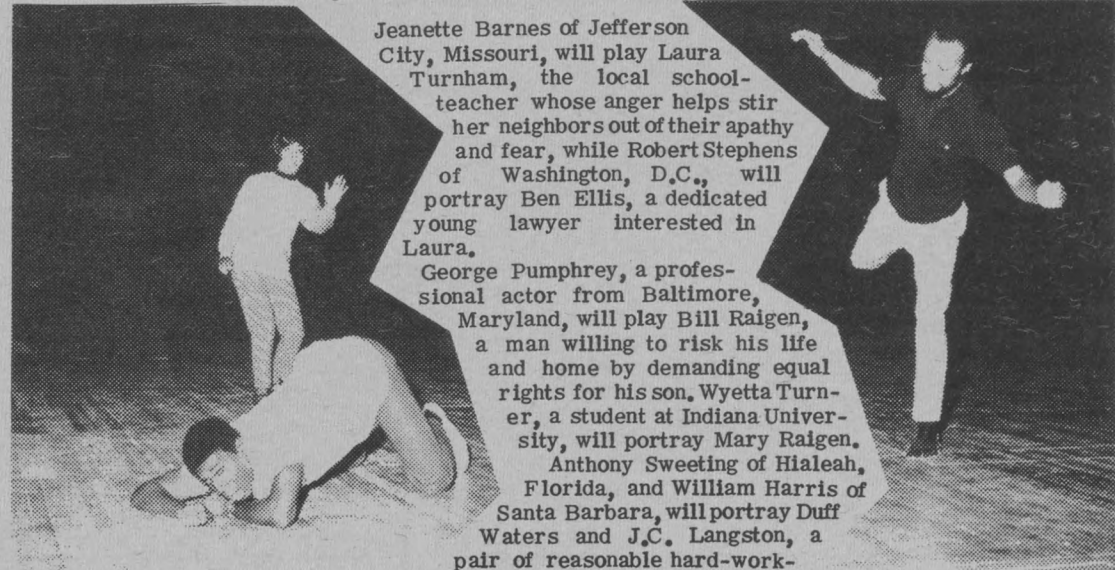 Jeanette Barnes of Jefferson
City, Missouri, will play Laura
Turnham, the local school-
teacher whose anger helps stir
her neighbors out of their apathy
and fear, while Robert Stephens
of Washington, D.C., will
portray Ben Ellis, a dedicated
young lawyer interested in
Laura.
George Pumphrey, a profes-
sional actor from Baltimore,
Maryland, will play Bill Raigen,
a man willing to risk his life
and home by demanding equal
rights for his son. Wyetta Turn-
er, a student at Indiana Univer-
sity, will portray Mary Raigen.
Anthony Sweeting of Hialeah,
Florida, and William Harris of
Santa Barbara, will portray Duff
Waters and J.C. Langston, a
pair of reasonable hard-work-